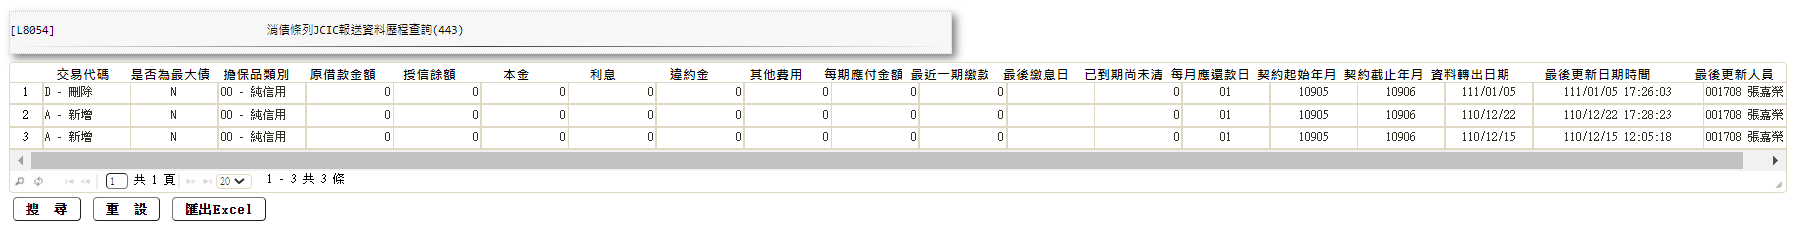 [L8054] 消債條例JCIC報送資料歷程查詢(443)
交易代碼 是否為最大債 擔保品類別 原借款金額 授信餘額 本金 利息 違約金 其他費用 每期應付金額 最近一期繳款 最後繳息日 已到期尚未清 每月應還款日 契約起始年月 契約截止年月 資料轉出日期 最後更新日期時間 最後更新人員
1 D - 刪除 N 00 - 純信用 0 0 0 0 0 0 0 0 0 01 10905 10906 111/01/05 111/01/05 17:26:03 001708 張嘉榮
2 A - 新增 N 00 - 純信用 0 0 0 0 0 0 0 0 0 01 10905 10906 110/12/22 110/12/22 17:28:23 001708 張嘉榮
3 A - 新增 N 00 - 純信用 0 0 0 0 0 0 0 0 0 01 10905 10906 110/12/15 110/12/15 12:05:18 001708 張嘉榮
1 共 1 頁 20 1 - 3 共 3 條
搜 尋 重 設 匯出Excel